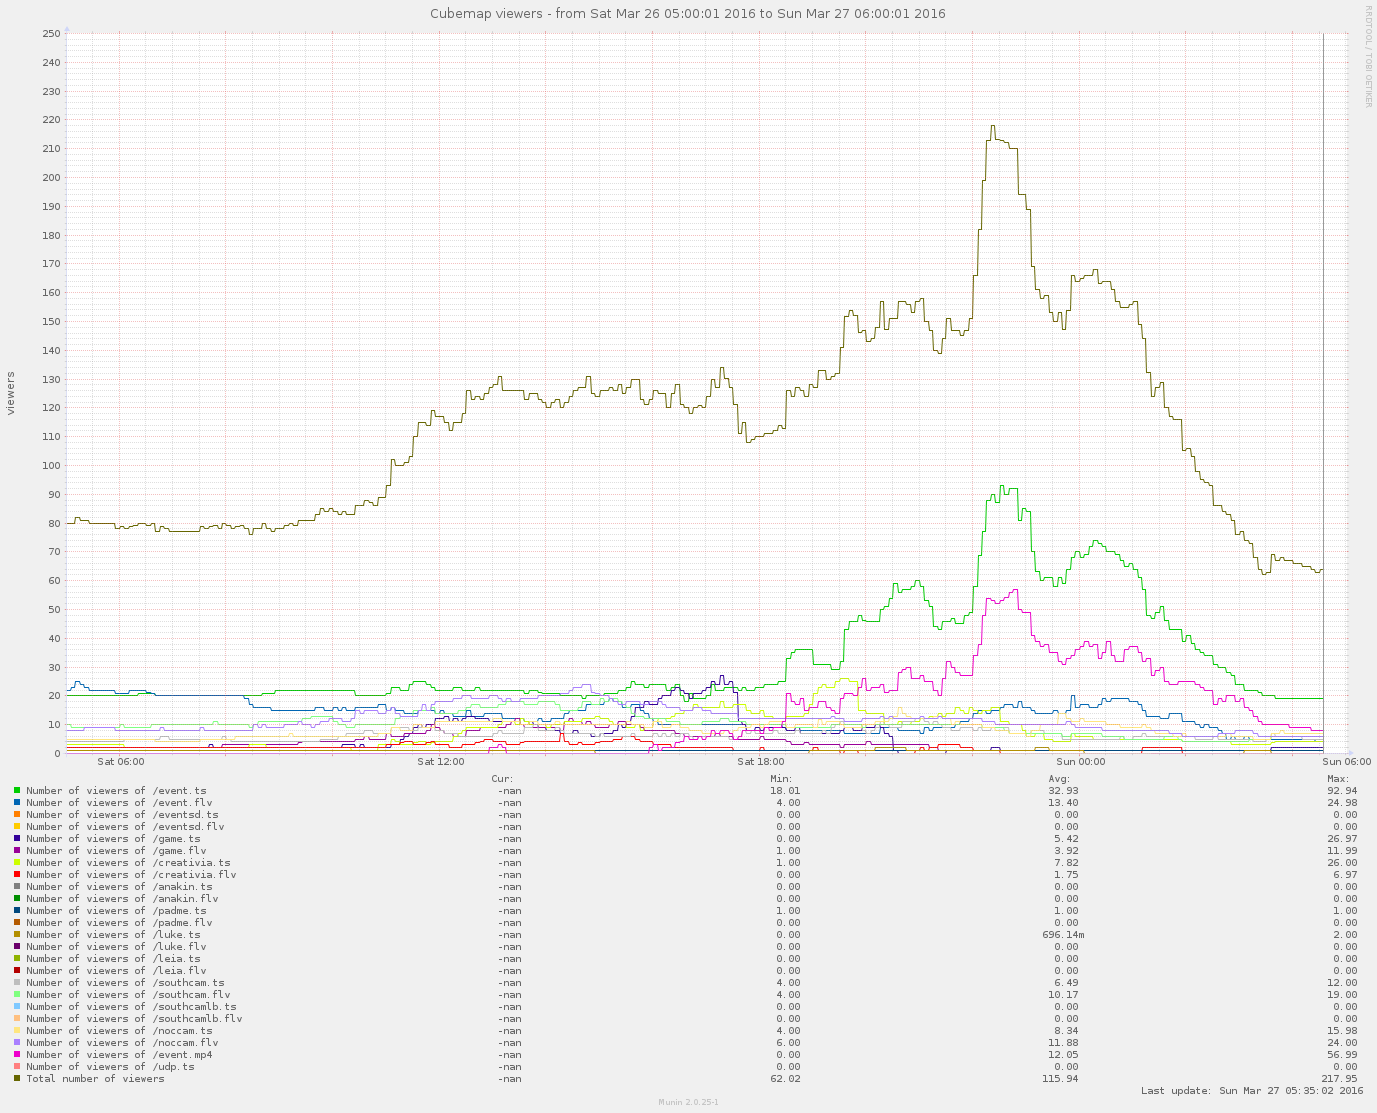 Cubemap viewers - from Sat Mar 26 05:00:01 2016 to Sun Mar 27 06:00:01 2016
RRDTOOL / TOBI OETIKER
viewers
250
240
230
220
210
200
190
180
170
160
150
140
130
120
110
100
90
80
70
60
50
40
30
20
10
0
Sat 06:00 Sat 12:00 Sat 18:00 Sun 00:00 Sun 06:00
Cur: Min: Avg: Max:
Number of viewers of /event.ts -nan 18.01 32.93 92.94
Number of viewers of /event.flv -nan 4.00 13.40 24.98
Number of viewers of /eventsd.ts -nan 0.00 0.00 0.00
Number of viewers of /eventsd.flv -nan 0.00 0.00 0.00
Number of viewers of /game.ts -nan 0.00 5.42 26.97
Number of viewers of /game.flv -nan 1.00 3.92 11.99
Number of viewers of /creativia.ts -nan 1.00 7.82 26.00
Number of viewers of /creativia.flv -nan 0.00 1.75 6.97
Number of viewers of /anakin.ts -nan 0.00 0.00 0.00
Number of viewers of /anakin.flv -nan 0.00 0.00 0.00
Number of viewers of /padme.ts -nan 1.00 1.00 1.00
Number of viewers of /padme.flv -nan 0.00 0.00 0.00
Number of viewers of /luke.ts -nan 0.00 696.14m 2.00
Number of viewers of /luke.flv -nan 0.00 0.00 0.00
Number of viewers of /leia.ts -nan 0.00 0.00 0.00
Number of viewers of /leia.flv -nan 0.00 0.00 0.00
Number of viewers of /southcam.ts -nan 4.00 6.49 12.00
Number of viewers of /southcam.flv -nan 4.00 10.17 19.00
Number of viewers of /southcamlb.ts -nan 0.00 0.00 0.00
Number of viewers of /southcamlb.flv -nan 0.00 0.00 0.00
Number of viewers of /noccam.ts -nan 4.00 8.34 15.98
Number of viewers of /noccam.flv -nan 6.00 11.88 24.00
Number of viewers of /event.mp4 -nan 0.00 12.05 56.99
Number of viewers of /udp.ts -nan 0.00 0.00 0.00
Total number of viewers -nan 62.02 115.94 217.95
Last update: Sun Mar 27 05:35:02 2016
Munin 2.0.25-1